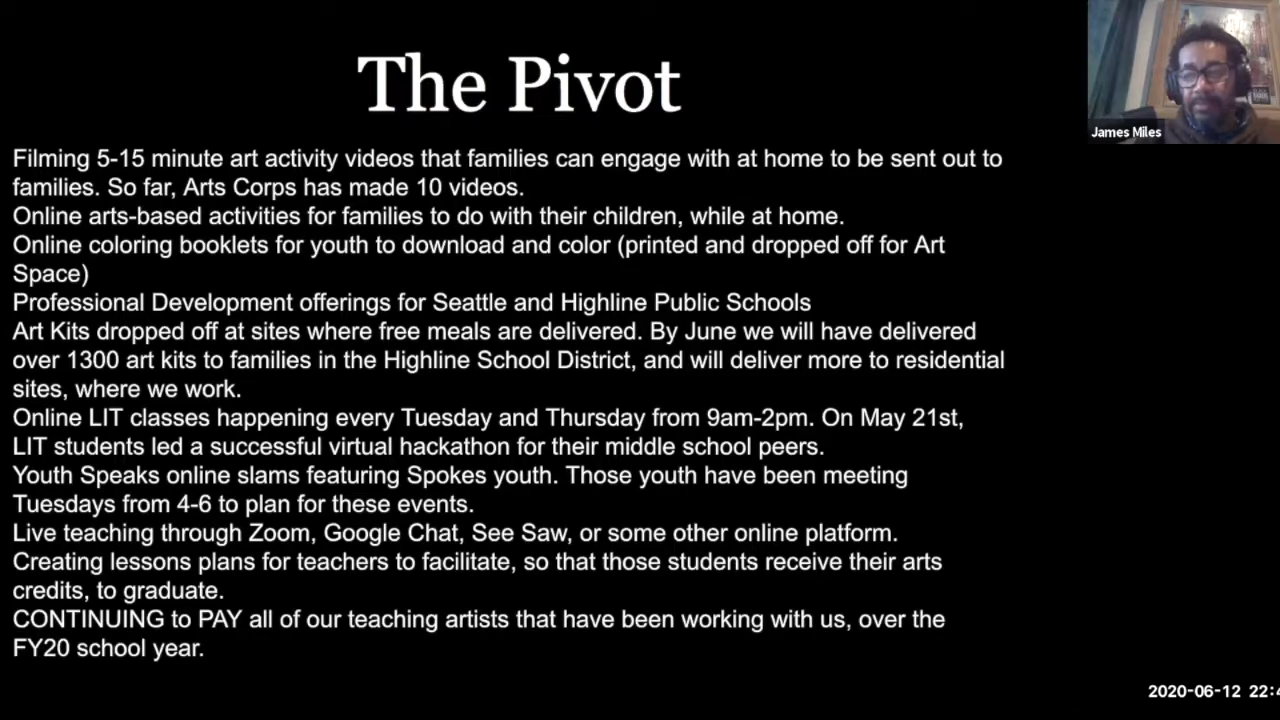 The Pivot
James Miles
Filming 5-15 minute art activity videos that families can engage with at home to be sent out to
families. So far, Arts Corps has made 10 videos.
Online arts-based activities for families to do with their children, while at home.
Online coloring booklets for youth to download and color (printed and dropped off for Art
Space)
Professional Development offerings for Seattle and Highline Public Schools
Art Kits dropped off at sites where free meals are delivered. By June we will have delivered
over 1300 art kits to families in the Highline School District, and will deliver more to residential
sites, where we work.
Online LIT classes happening every Tuesday and Thursday from 9am-2pm. On May 21st,
LIT students led a successful virtual hackathon for their middle school peers.
Youth Speaks online slams featuring Spokes youth. Those youth have been meeting
Tuesdays from 4-6 to plan for these events.
Live teaching through Zoom, Google Chat, See Saw, or some other online platform.
Creating lessons plans for teachers to facilitate, so that those students receive their arts
credits, to graduate.
CONTINUING to PAY all of our teaching artists that have been working with us, over the
FY20 school year.
2020-06-12 22: